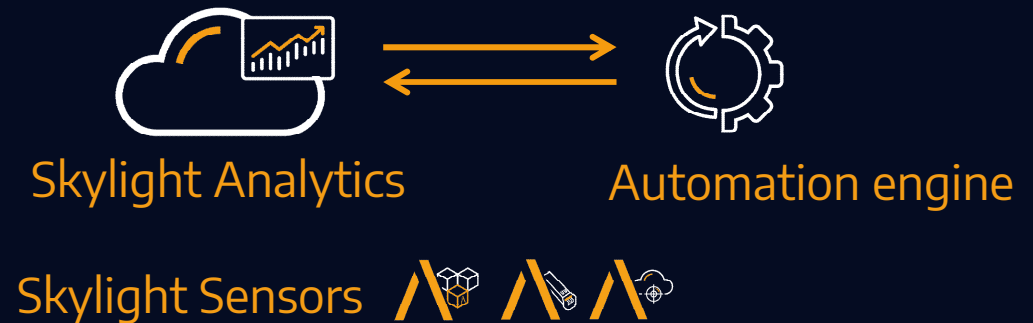 Skylight Analytics
Automation engine
Skylight Sensors